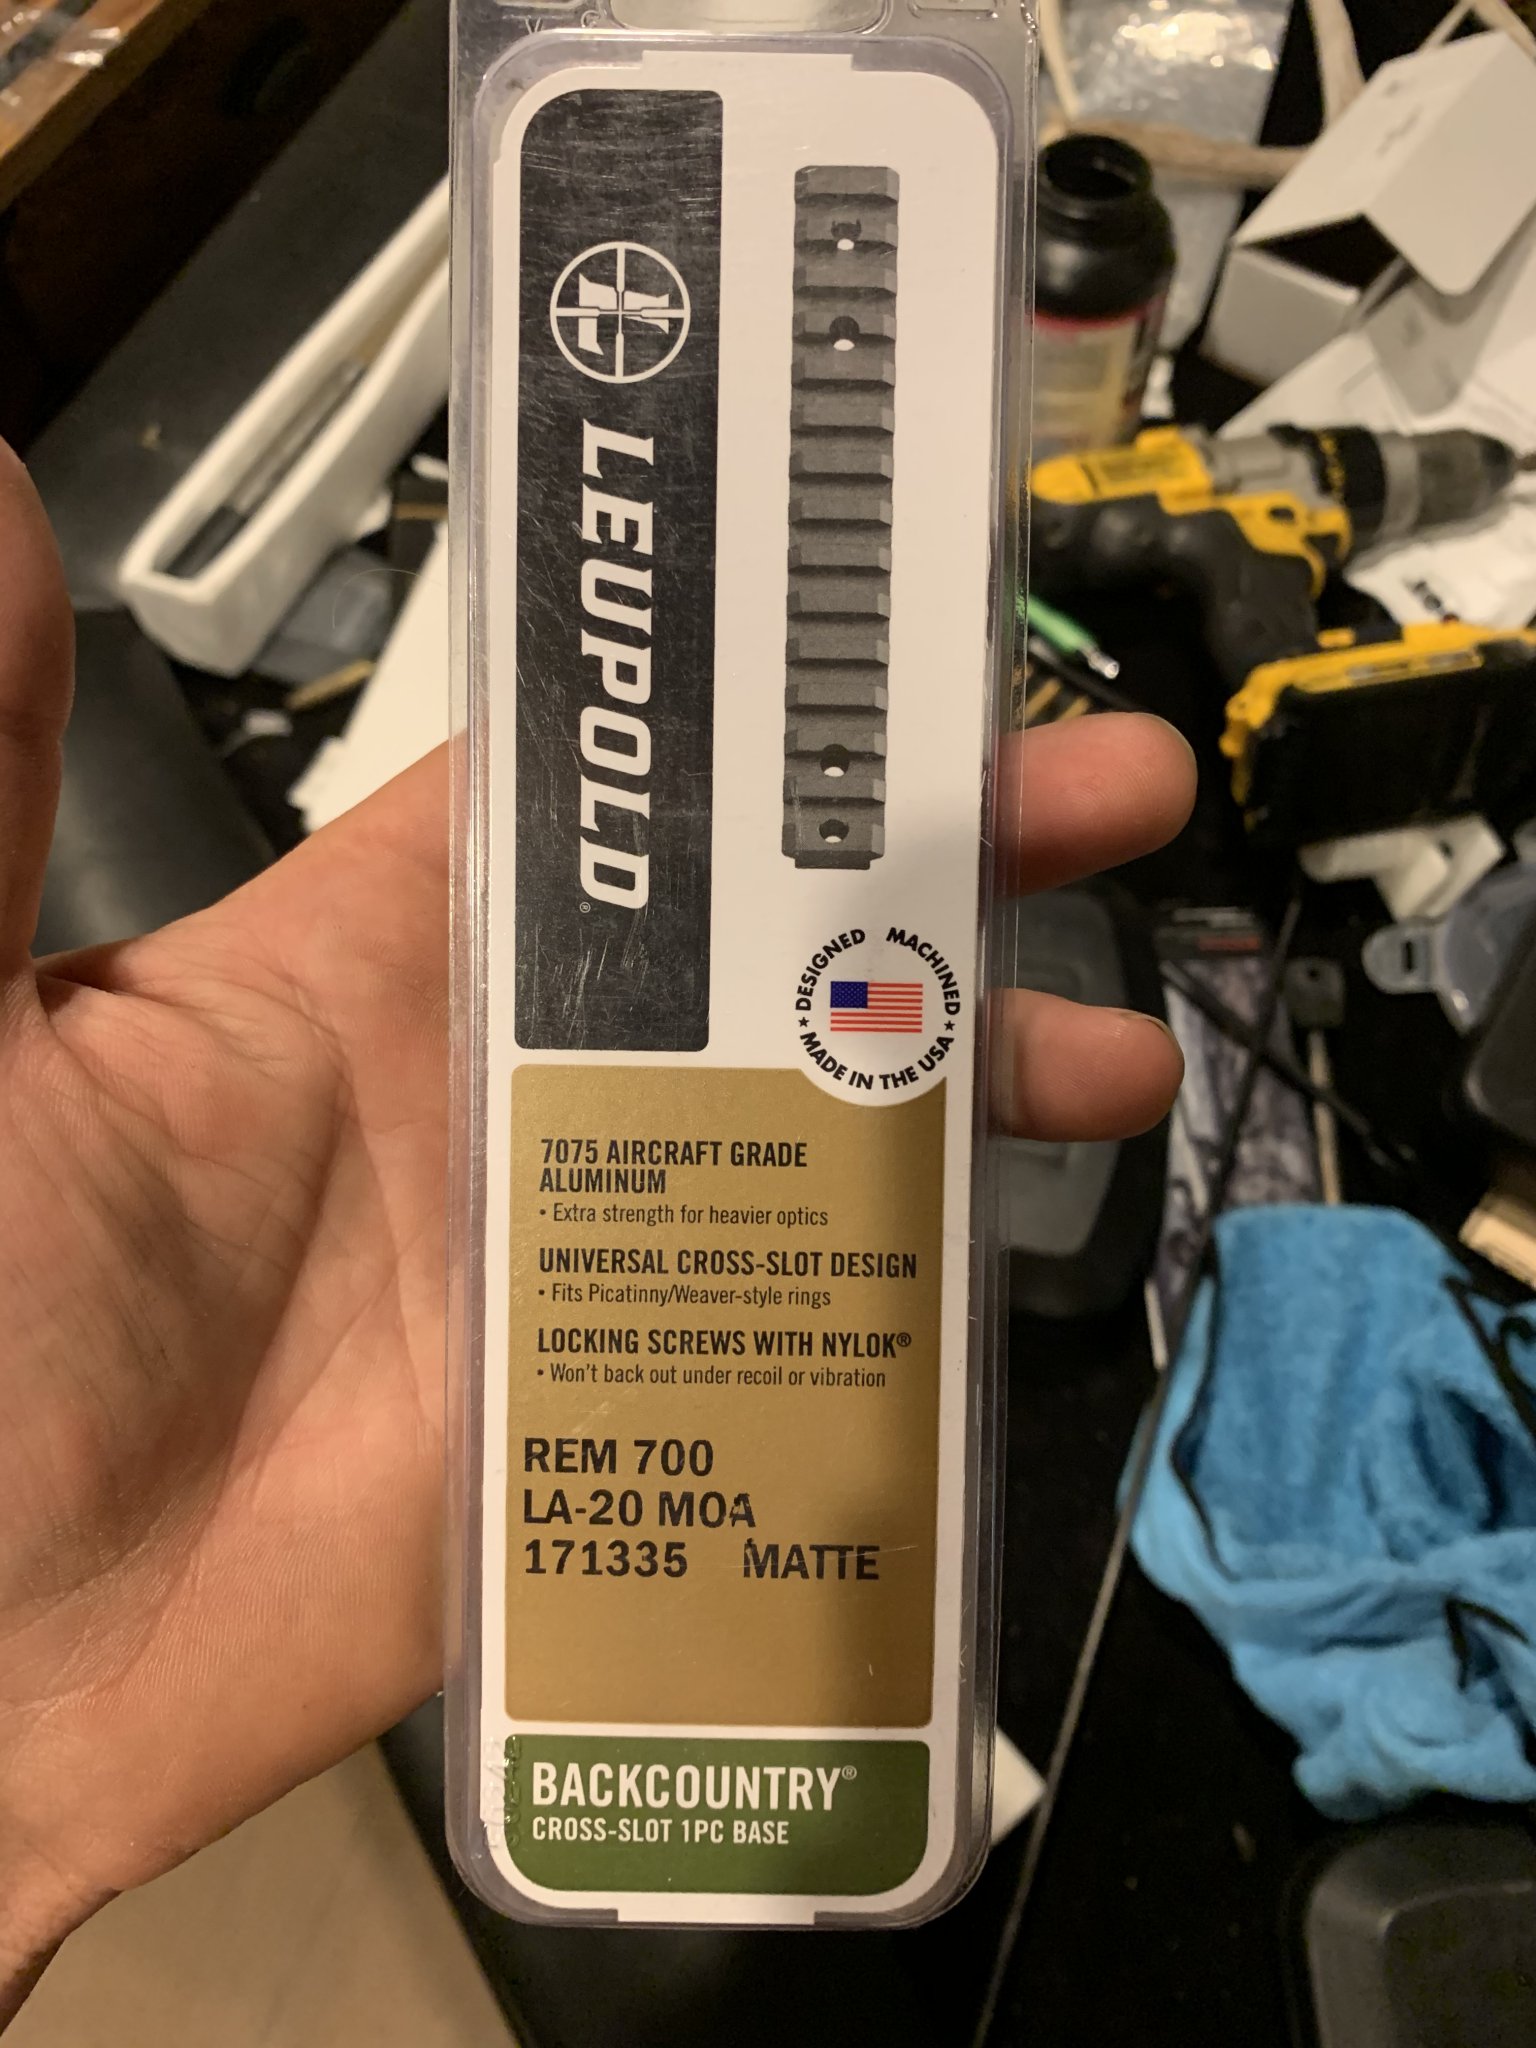 LEUPOLD®
DESIGNED MACHINED
★ MADE IN THE USA ★
7075 AIRCRAFT GRADE
ALUMINUM
• Extra strength for heavier optics
UNIVERSAL CROSS-SLOT DESIGN
• Fits Picatinny/Weaver-style rings
LOCKING SCREWS WITH NYLOK®
• Won't back out under recoil or vibration
REM 700
LA-20 MOA
171335 MATTE
BACKCOUNTRY®
CROSS-SLOT 1PC BASE